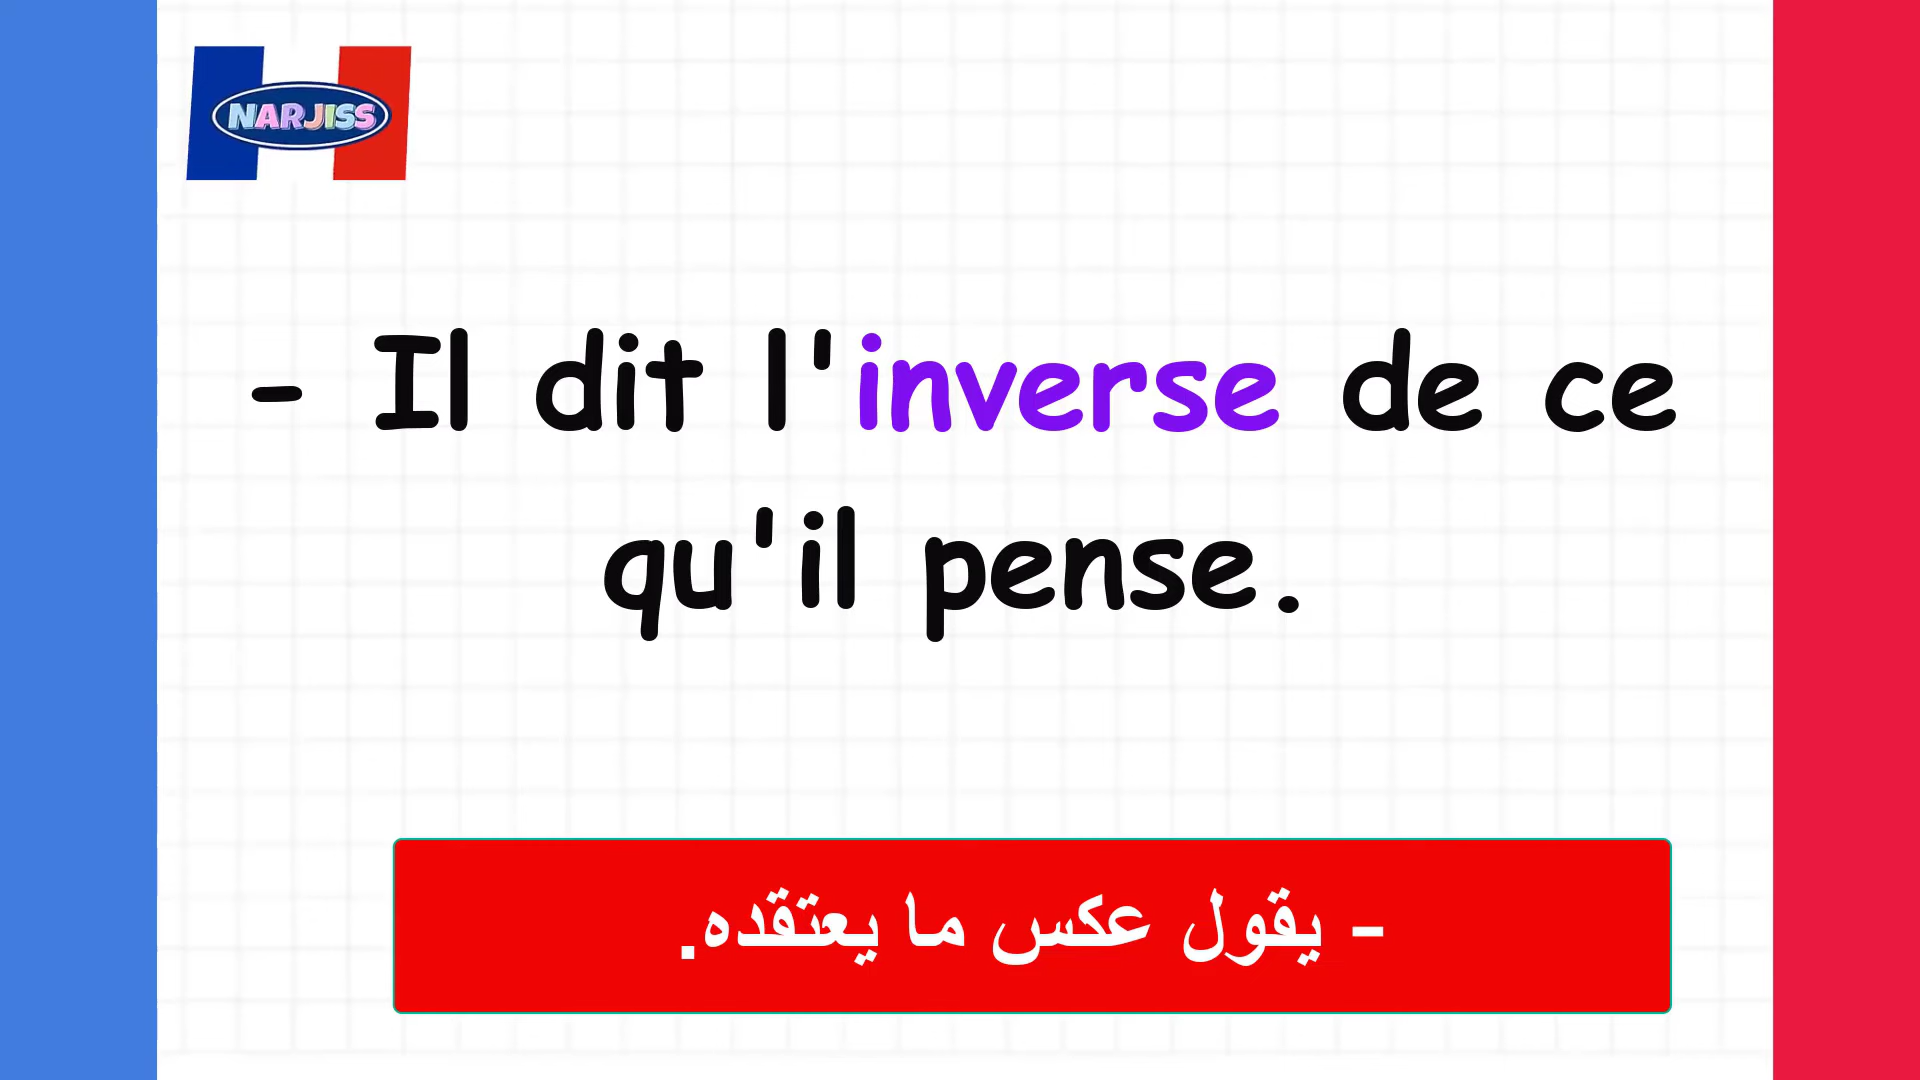 NARJISS
- Il dit l'inverse de ce
qu'il pense.
- يقول عكس ما يعتقده.